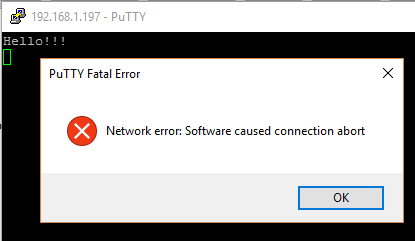 192.168.1.197 - PuTTY
Hello!!!
PuTTY Fatal Error
Network error: Software caused connection abort
OK